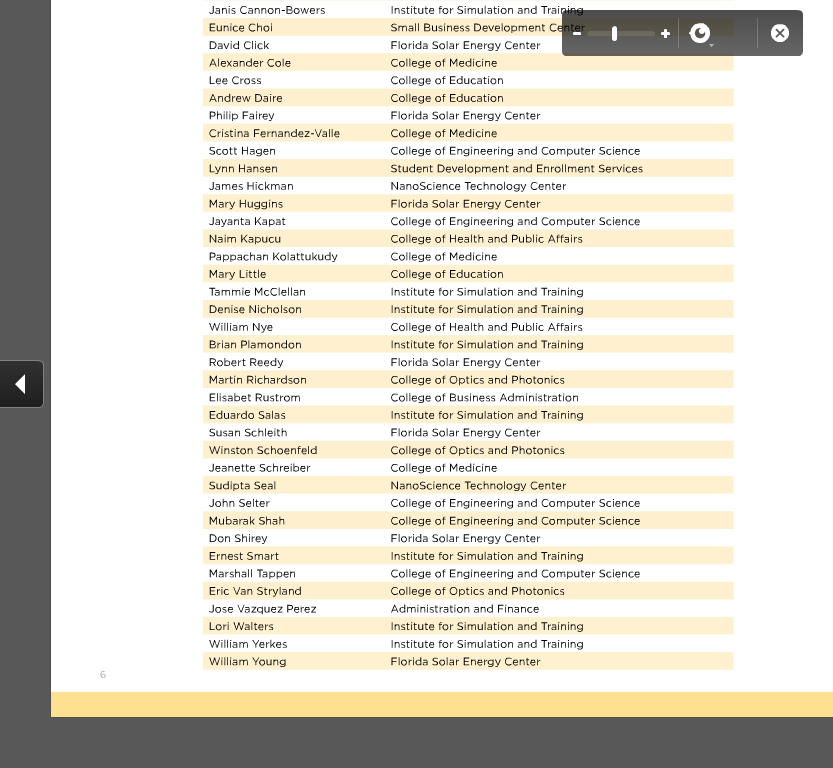 Janis Cannon-Bowers Institute for Simulation and Training
Eunice Choi Small Business Development Center
David Click Florida Solar Energy Center
Alexander Cole College of Medicine
Lee Cross College of Education
Andrew Daire College of Education
Philip Fairey Florida Solar Energy Center
Cristina Fernandez-Valle College of Medicine
Scott Hagen College of Engineering and Computer Science
Lynn Hansen Student Development and Enrollment Services
James Hickman NanoScience Technology Center
Mary Huggins Florida Solar Energy Center
Jayanta Kapat College of Engineering and Computer Science
Naim Kapucu College of Health and Public Affairs
Pappachan Kolattukudy College of Medicine
Mary Little College of Education
Tammie McClellan Institute for Simulation and Training
Denise Nicholson Institute for Simulation and Training
William Nye College of Health and Public Affairs
Brian Plamondon Institute for Simulation and Training
Robert Reedy Florida Solar Energy Center
Martin Richardson College of Optics and Photonics
Elisabet Rustrom College of Business Administration
Eduardo Salas Institute for Simulation and Training
Susan Schleith Florida Solar Energy Center
Winston Schoenfeld College of Optics and Photonics
Jeanette Schreiber College of Medicine
Sudipta Seal NanoScience Technology Center
John Selter College of Engineering and Computer Science
Mubarak Shah College of Engineering and Computer Science
Don Shirey Florida Solar Energy Center
Ernest Smart Institute for Simulation and Training
Marshall Tappen College of Engineering and Computer Science
Eric Van Stryland College of Optics and Photonics
Jose Vazquez Perez Administration and Finance
Lori Walters Institute for Simulation and Training
William Yerkes Institute for Simulation and Training
William Young Florida Solar Energy Center
6